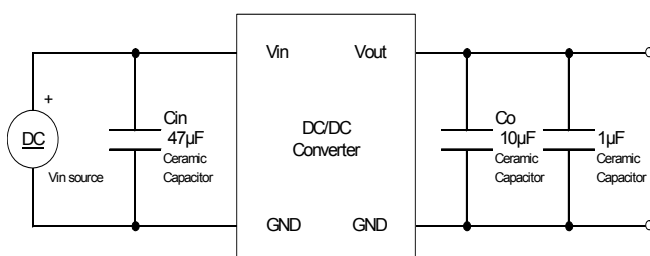 Vin Vout
+
DC
Vin source
Cin
47µF
Ceramic
Capacitor
DC/DC
Converter
Co
10µF
Ceramic
Capacitor
1µF
Ceramic
Capacitor
GND GND